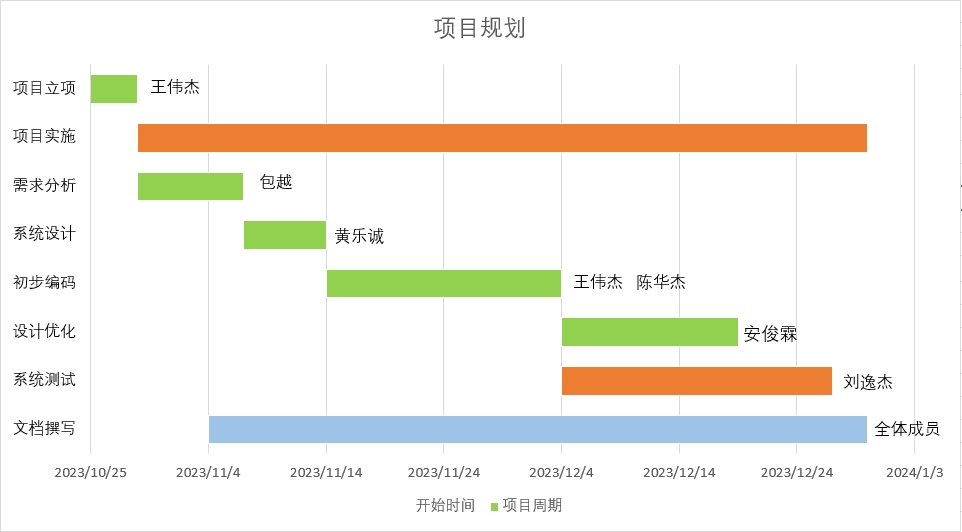 项目规划
项目立项 王伟杰
项目实施
需求分析 包越
系统设计 黄乐诚
初步编码 王伟杰 陈华杰
设计优化 安俊霖
系统测试 刘逸杰
文档撰写 全体成员
2023/10/25 2023/11/4 2023/11/14 2023/11/24 2023/12/4 2023/12/14 2023/12/24 2024/1/3
开始时间 项目周期